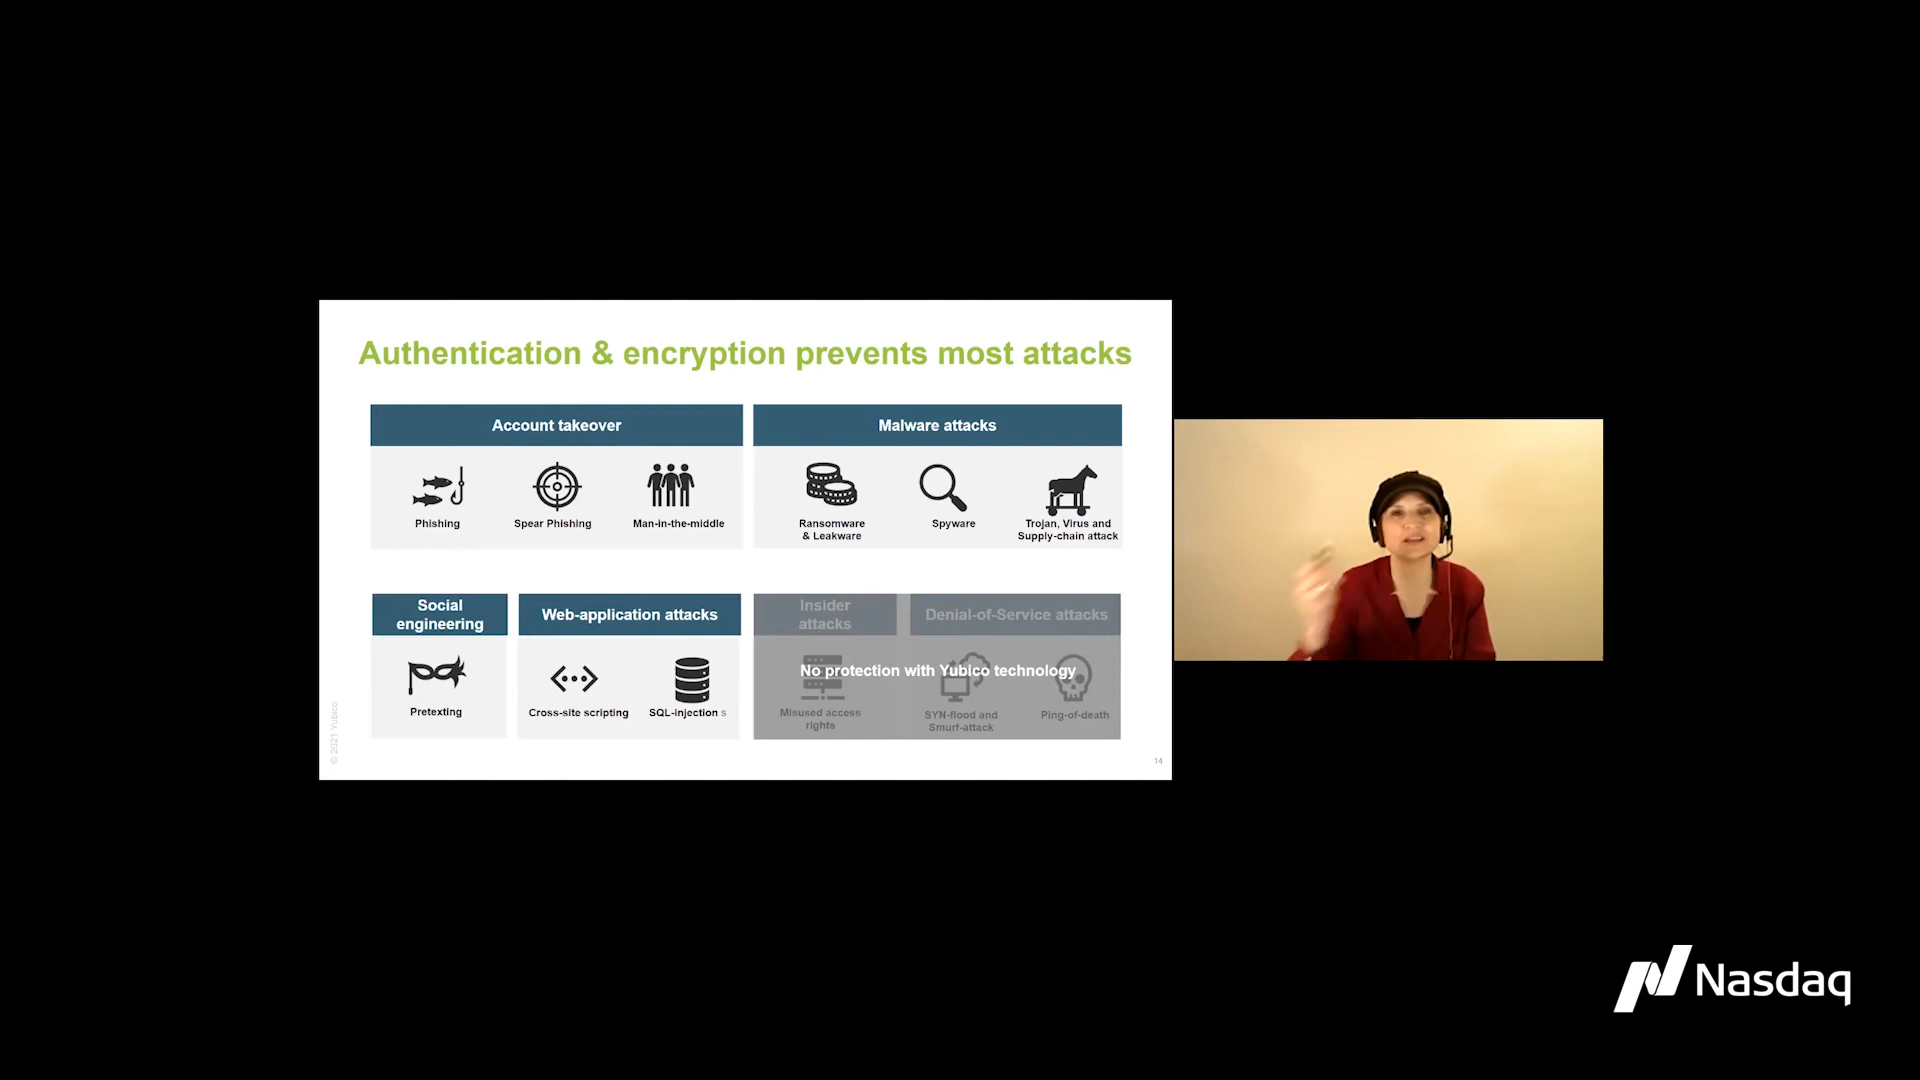 Authentication & encryption prevents most attacks
Account takeover
Malware attacks
Phishing
Spear Phishing
Man-in-the-middle
Ransomware
& Leakware
Spyware
Trojan, Virus and
Supply-chain attack
Social
engineering
Web-application attacks
Insider
attacks
Denial-of-Service attacks
No protection with Yubico technology
Pretexting
Cross-site scripting
SQL-injection s
Misused access
rights
SYN-flood and
Smurf-attack
Ping-of-death
© 2021 Yubico
14
Nasdaq